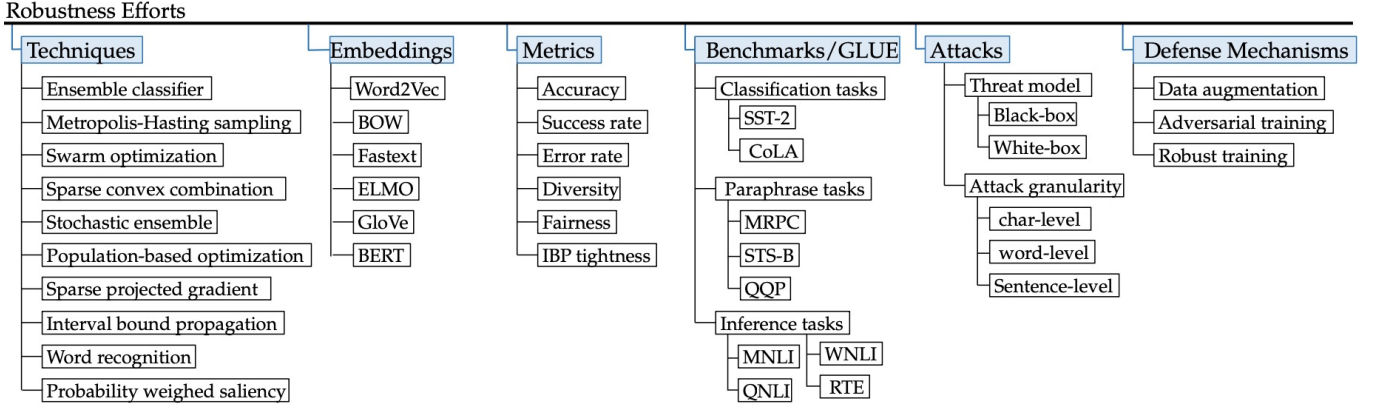 Robustness Efforts
Techniques
Ensemble classifier
Metropolis-Hasting sampling
Swarm optimization
Sparse convex combination
Stochastic ensemble
Population-based optimization
Sparse projected gradient
Interval bound propagation
Word recognition
Probability weighed saliency
Embeddings
Word2Vec
BOW
Fastext
ELMO
GloVe
BERT
Metrics
Accuracy
Success rate
Error rate
Diversity
Fairness
IBP tightness
Benchmarks/GLUE
Classification tasks
SST-2
CoLA
Paraphrase tasks
MRPC
STS-B
QQP
Inference tasks
MNLI
QNLI
WNLI
RTE
Attacks
Threat model
Black-box
White-box
Attack granularity
char-level
word-level
Sentence-level
Defense Mechanisms
Data augmentation
Adversarial training
Robust training